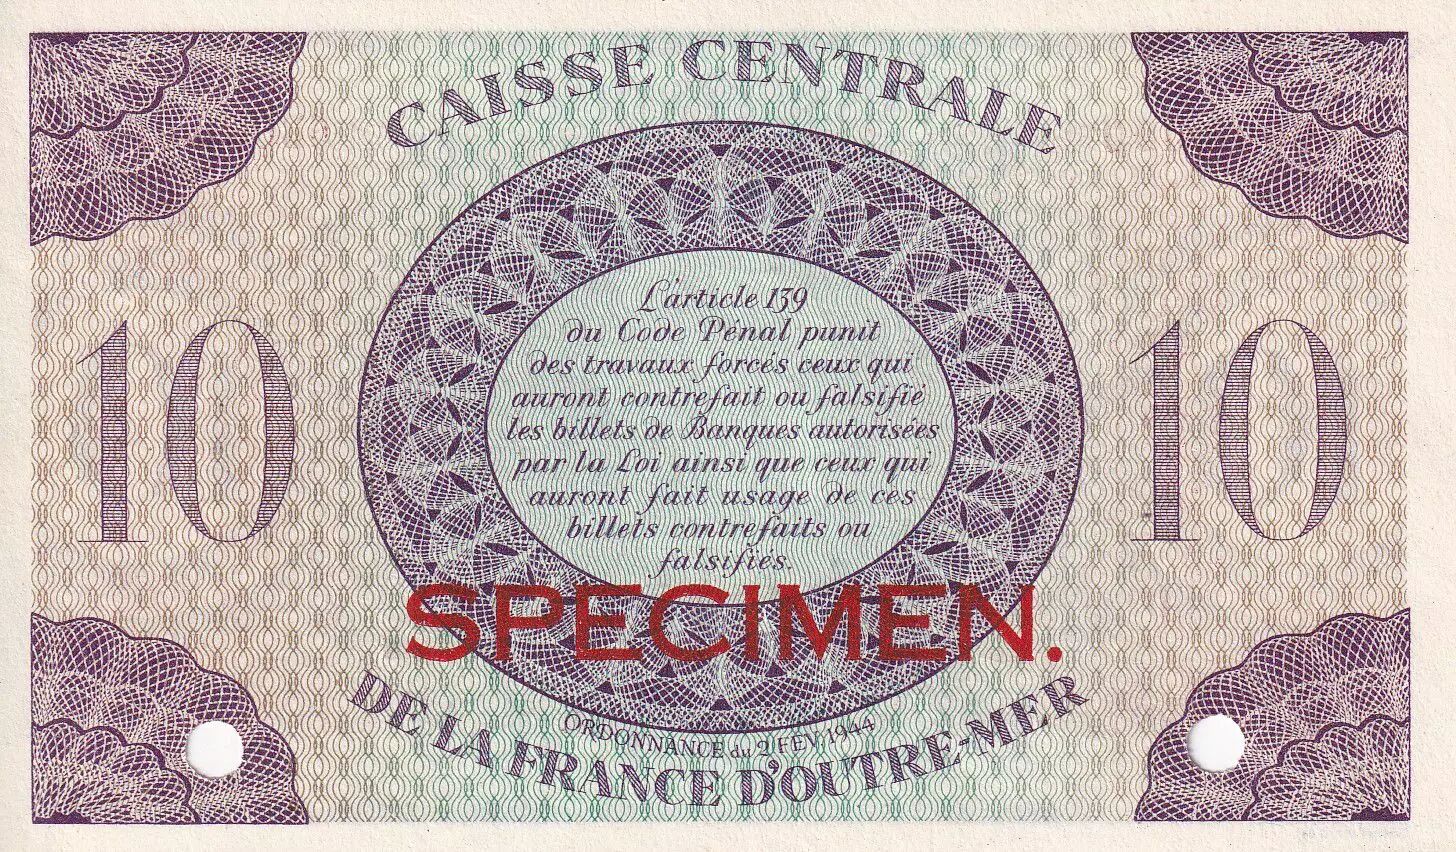 CAISSE CENTRALE
L'article 139
du Code Pénal punit
des travaux forcés ceux qui
auront contrefait ou falsifié
les billets de Banques autorisées
par la Loi ainsi que ceux qui
auront fait usage de ces
billets contrefaits ou
falsifiés.
10
10
SPECIMEN.
ORDONNANCE du 2 FEV. 1944
DE LA FRANCE D'OUTRE-MER